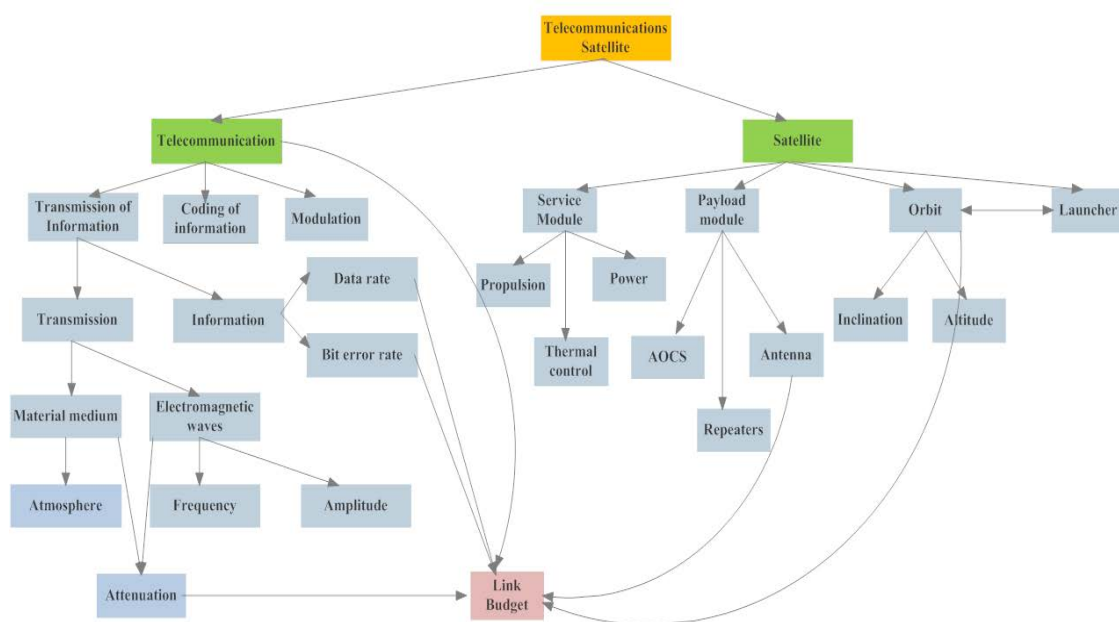 Telecommunications
Satellite
Telecommunication
Satellite
Transmission of
Information
Coding of
information
Modulation
Service
Module
Payload
module
Orbit
Launcher
Propulsion
Power
Data rate
Transmission
Information
Inclination
Altitude
Bit error rate
Thermal
control
AOCS
Antenna
Material medium
Electromagnetic
waves
Repeaters
Atmosphere
Frequency
Amplitude
Attenuation
Link
Budget